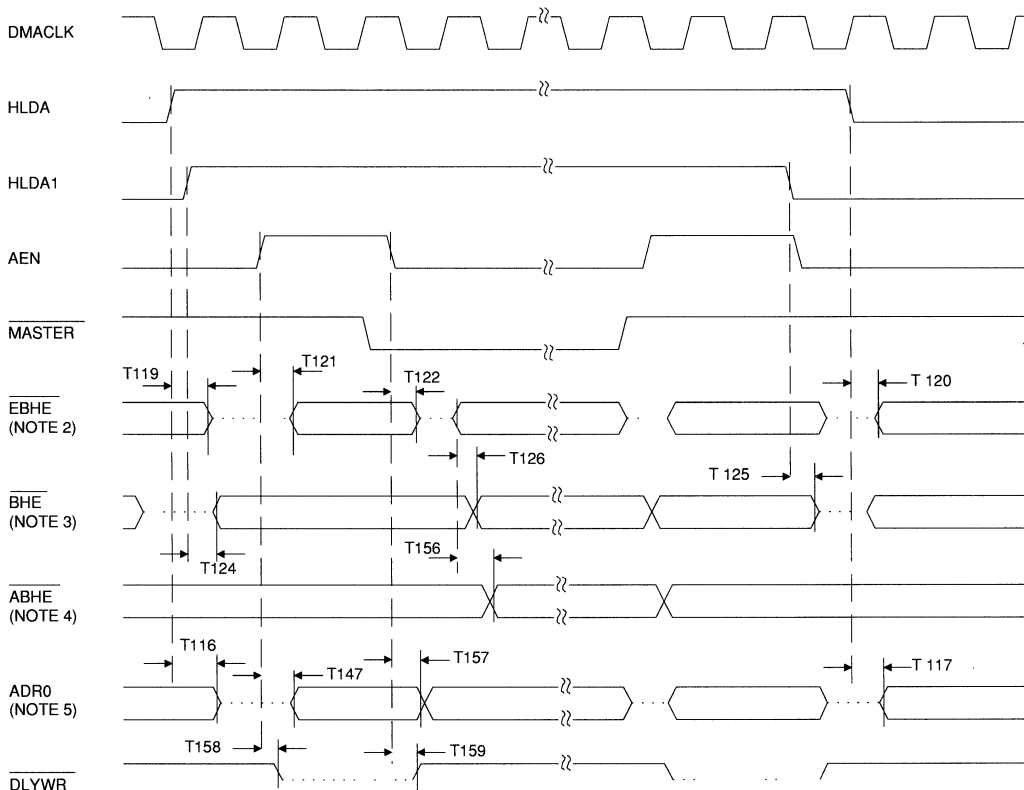 DMACLK
HLDA
HLDA1
AEN
MASTER
T119
T121
T122
T 120
EBHE
(NOTE 2)
T126
T 125
BHE
(NOTE 3)
T124
T156
ABHE
(NOTE 4)
T116
T147
T157
T 117
ADR0
(NOTE 5)
T158
T159
DLYWR